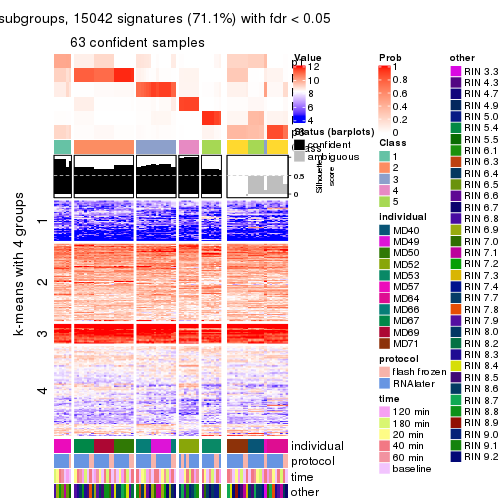 subgroups, 15042 signatures (71.1%) with fdr < 0.05
63 confident samples
k-means with 4 groups
1
2
3
4
individual
protocol
time
other
Value
12
10
8
6
4
Status (barplots)
confident
ambiguous
1
0.5
0
Silhouette
score
Prob
1
0.8
0.6
0.4
0.2
0
Class
1
2
3
4
5
individual
MD40
MD49
MD50
MD52
MD53
MD57
MD64
MD66
MD67
MD69
MD71
protocol
flash frozen
RNAlater
time
120 min
180 min
20 min
40 min
60 min
baseline
other
RIN 3.3
RIN 4.3
RIN 4.7
RIN 4.9
RIN 5.0
RIN 5.4
RIN 5.5
RIN 6.1
RIN 6.3
RIN 6.4
RIN 6.5
RIN 6.6
RIN 6.7
RIN 6.8
RIN 6.9
RIN 7.0
RIN 7.1
RIN 7.2
RIN 7.3
RIN 7.4
RIN 7.7
RIN 7.8
RIN 7.9
RIN 8.0
RIN 8.2
RIN 8.3
RIN 8.4
RIN 8.5
RIN 8.6
RIN 8.7
RIN 8.8
RIN 8.9
RIN 9.0
RIN 9.1
RIN 9.2